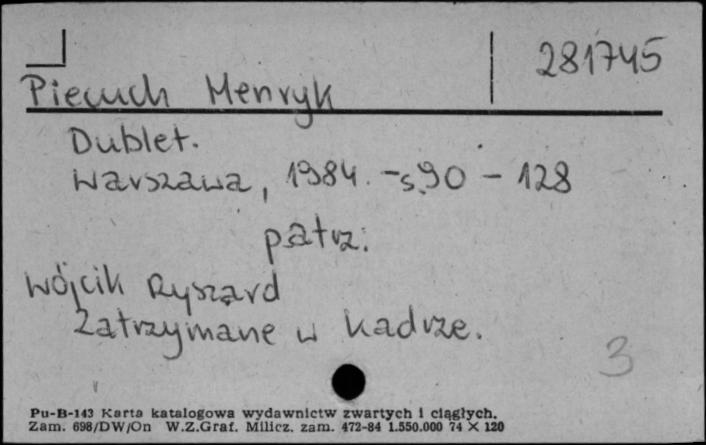 281745
Piecuch Henryk
Dublet.
Warszawa, 1984. -s.90 - 128
patrz:
Wójcik Ryszard
Zatrzymane w kadrze.
3
Pu-B-143 Karta katalogowa wydawnictw zwartych i ciągłych.
Zam. 698/DW/On W.Z.Graf. Milicz. zam. 472-84 1.550.000 74 X 120